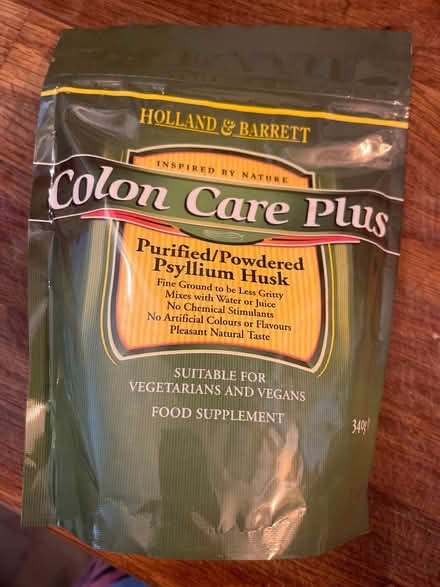 HOLLAND & BARRETT
INSPIRED BY NATURE
Colon Care Plus
Purified/Powdered
Psyllium Husk
Fine Ground to be Less Gritty
Mixes with Water or Juice
No Chemical Stimulants
No Artificial Colours or Flavours
Pleasant Natural Taste
SUITABLE FOR
VEGETARIANS AND VEGANS
FOOD SUPPLEMENT
340g